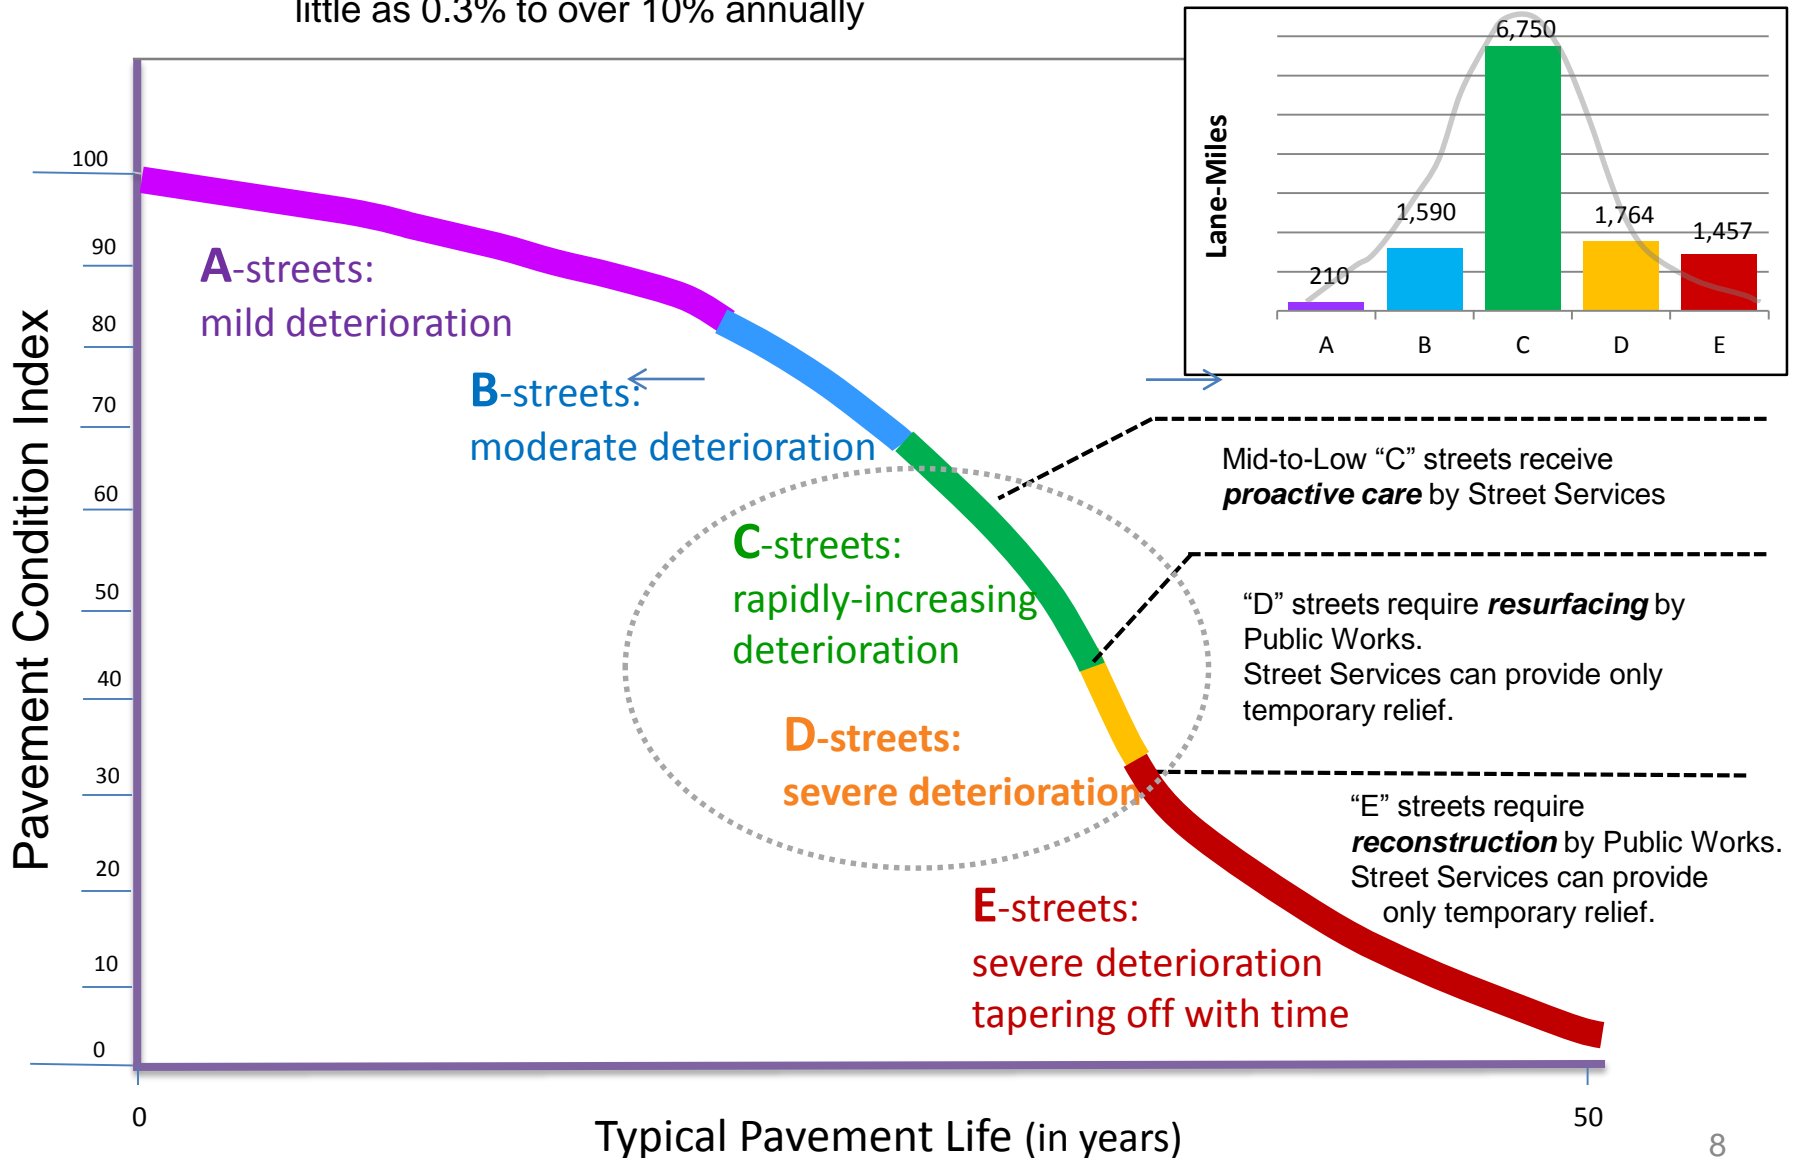 little as 0.3% to over 10% annually
6,750
1,590
1,764
1,457
210
Lane-Miles
A
B
C
D
E
100
90
80
70
60
50
40
30
20
10
0
Pavement Condition Index
A-streets:
mild deterioration
B-streets:
moderate deterioration
C-streets:
rapidly-increasing
deterioration
D-streets:
severe deterioration
E-streets:
severe deterioration
tapering off with time
Mid-to-Low “C” streets receive
proactive care by Street Services
“D” streets require resurfacing by
Public Works.
Street Services can provide only
temporary relief.
“E” streets require
reconstruction by Public Works.
Street Services can provide
only temporary relief.
0
50
Typical Pavement Life (in years)
8